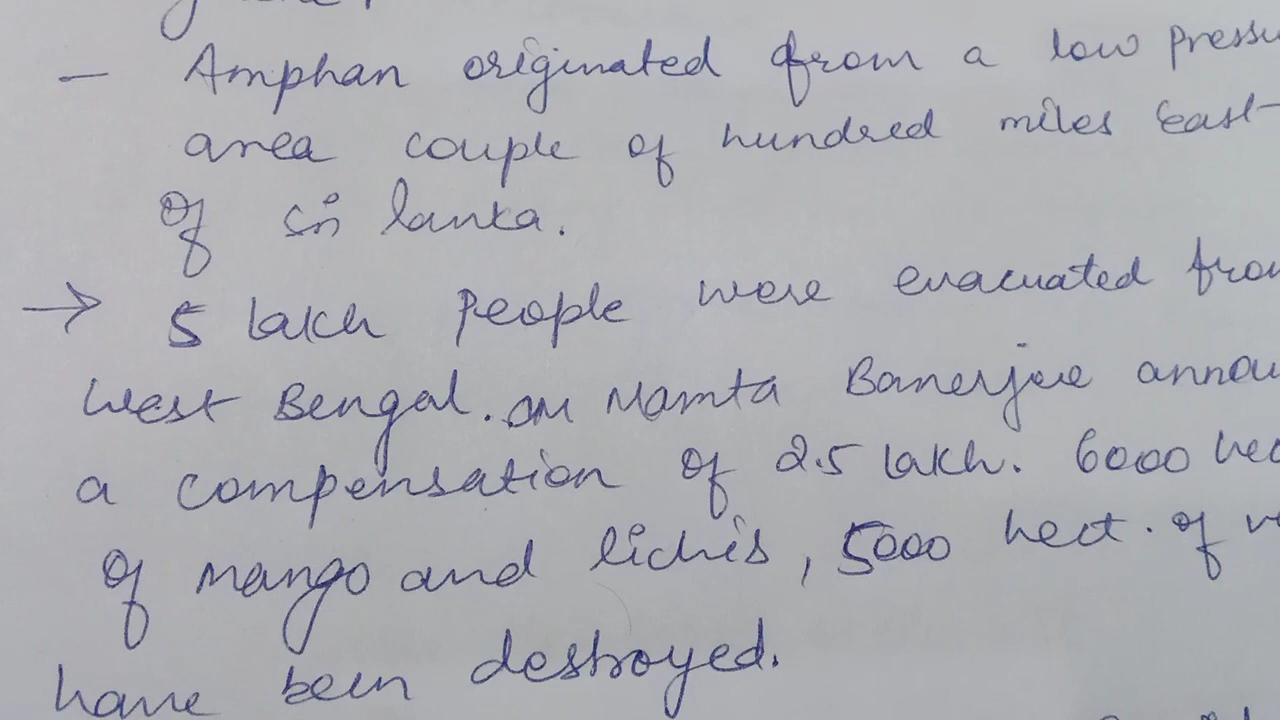 — Amphan originated from a low pressu
area couple of hundred miles East
of Sri lanka.
→ 5 lakh People were evacuated from
West Bengal. CM Mamta Banerjee annou
a compensation of 2.5 lakh. 6000 hec
of mango and lichis, 5000 hect. of
have been destroyed.